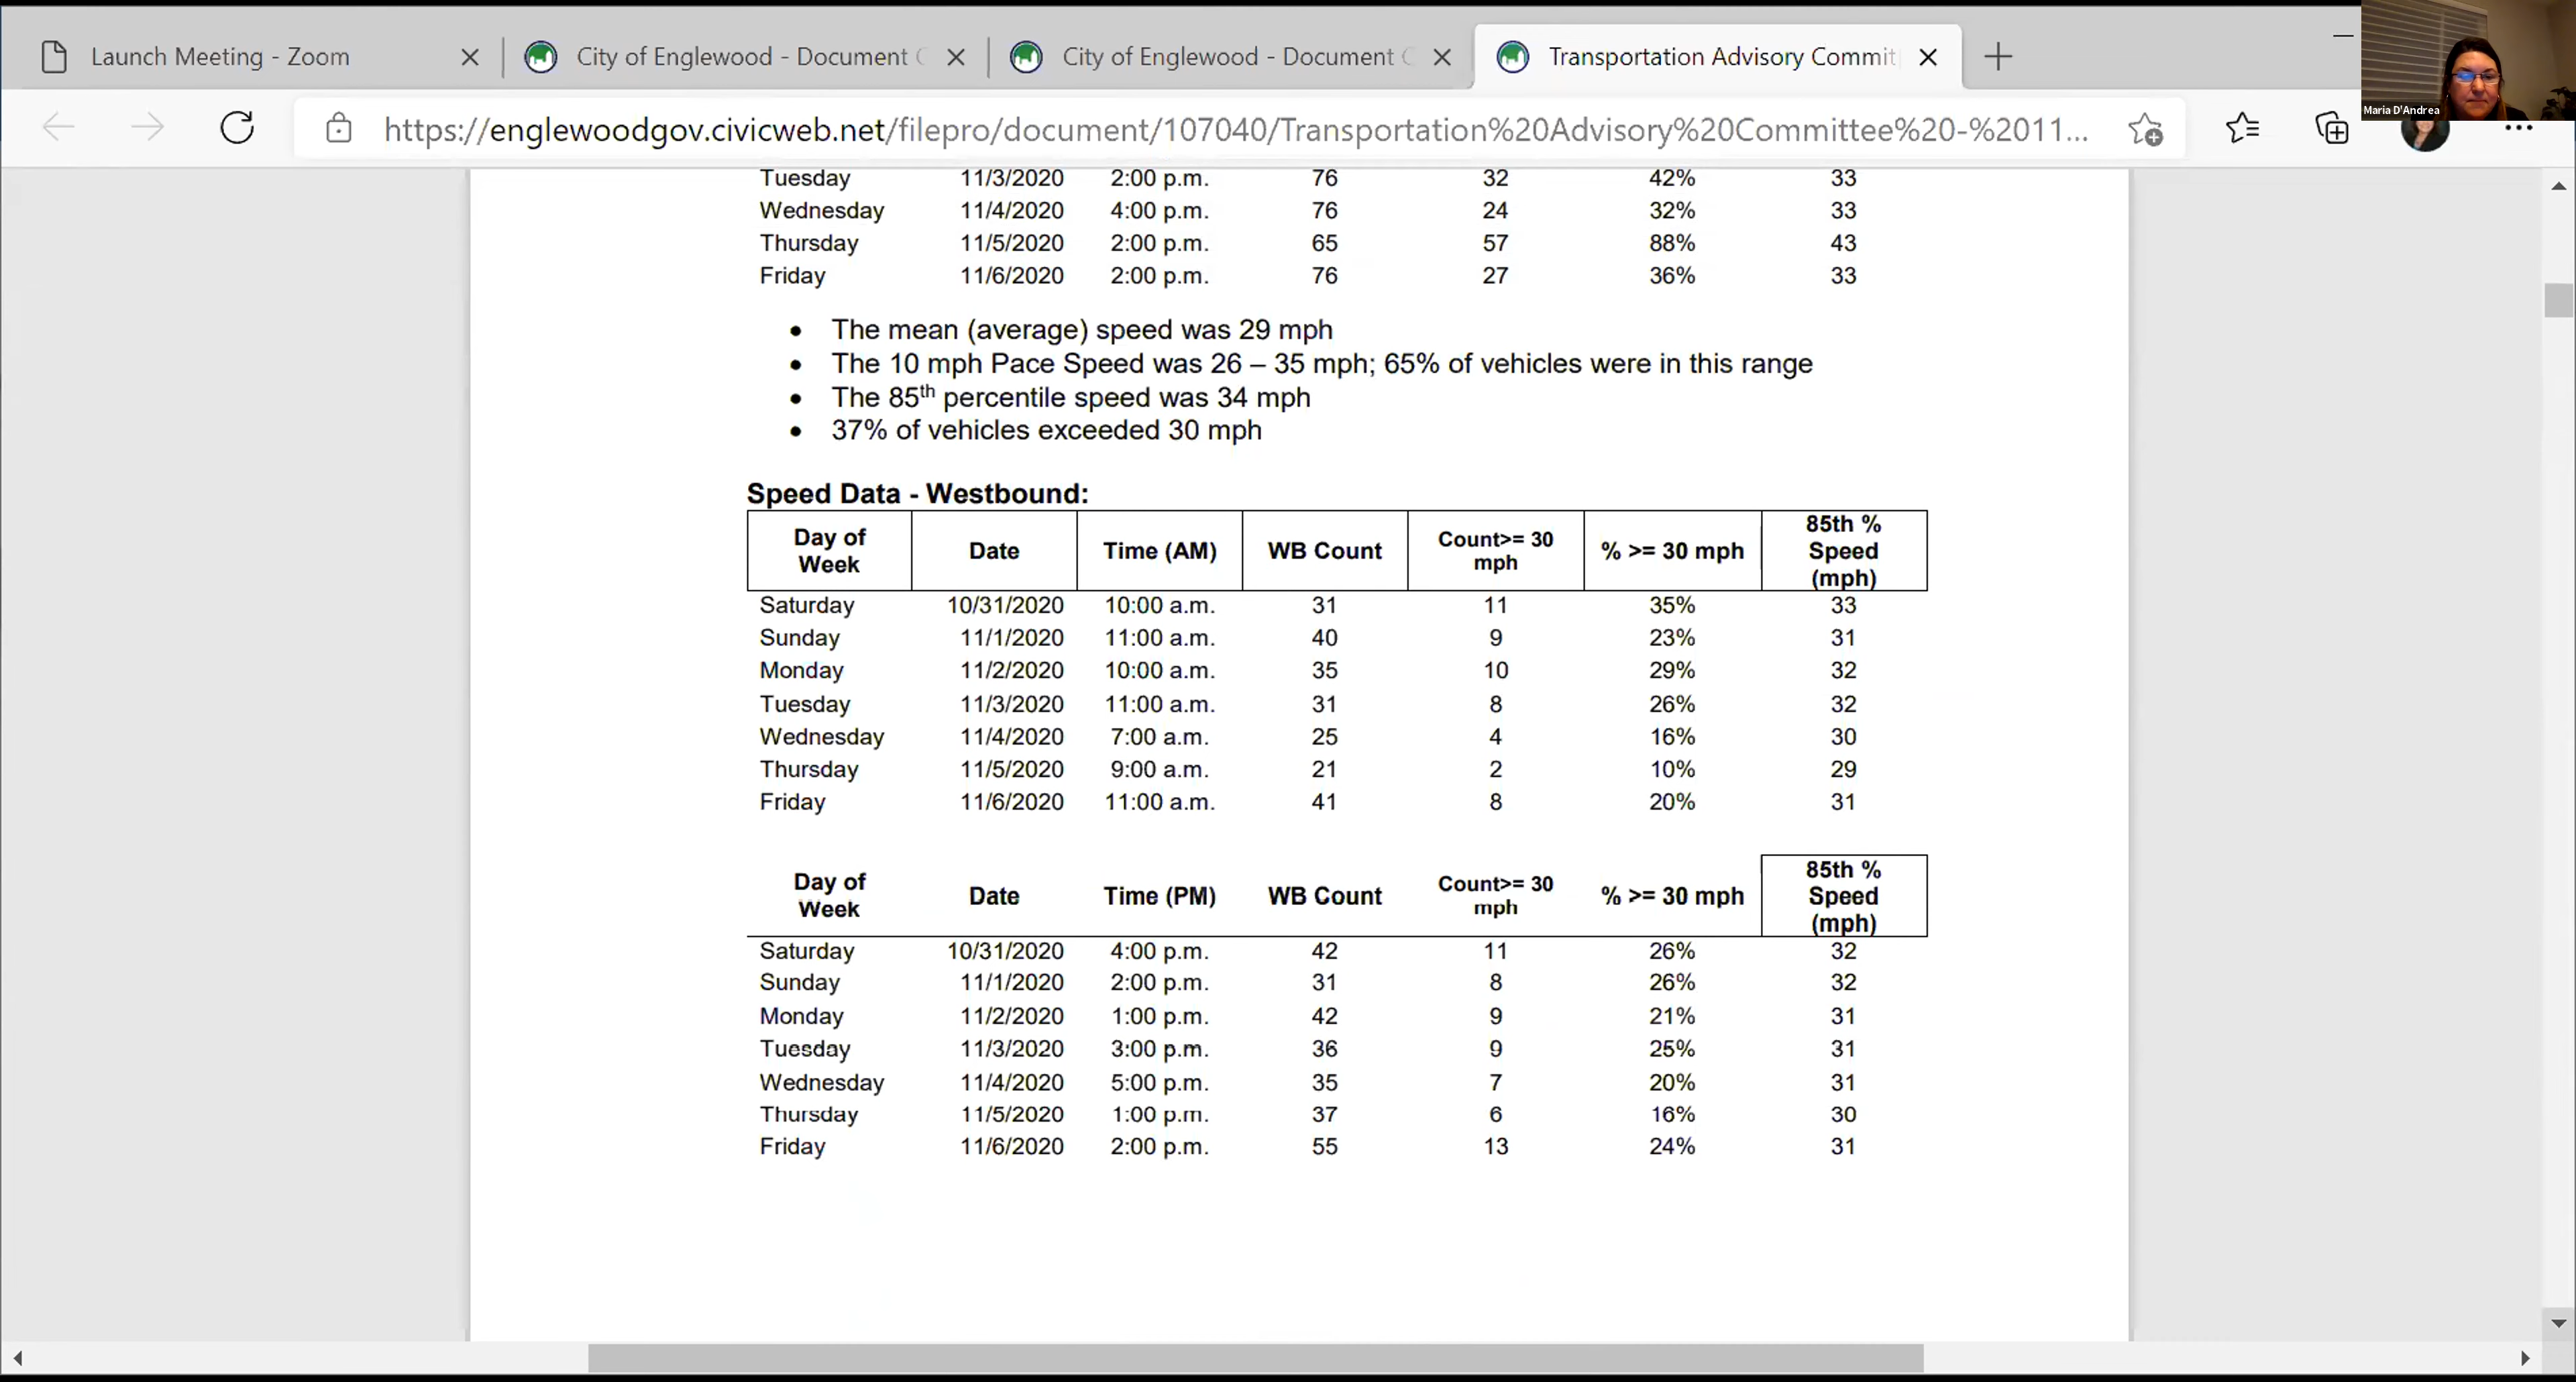 Launch Meeting - Zoom
City of Englewood - Document
City of Englewood - Document
Transportation Advisory Commit
Maria D'Andrea
https://englewoodgov.civicweb.net/filepro/document/107040/Transportation%20Advisory%20Committee%20-%2011...
Tuesday 11/3/2020 2:00 p.m. 76 32 42% 33
Wednesday 11/4/2020 4:00 p.m. 76 24 32% 33
Thursday 11/5/2020 2:00 p.m. 65 57 88% 43
Friday 11/6/2020 2:00 p.m. 76 27 36% 33
• The mean (average) speed was 29 mph
• The 10 mph Pace Speed was 26 – 35 mph; 65% of vehicles were in this range
• The 85th percentile speed was 34 mph
• 37% of vehicles exceeded 30 mph
Speed Data - Westbound:
Day of Week Date Time (AM) WB Count Count>= 30 mph % >= 30 mph 85th % Speed (mph)
Saturday 10/31/2020 10:00 a.m. 31 11 35% 33
Sunday 11/1/2020 11:00 a.m. 40 9 23% 31
Monday 11/2/2020 10:00 a.m. 35 10 29% 32
Tuesday 11/3/2020 11:00 a.m. 31 8 26% 32
Wednesday 11/4/2020 7:00 a.m. 25 4 16% 30
Thursday 11/5/2020 9:00 a.m. 21 2 10% 29
Friday 11/6/2020 11:00 a.m. 41 8 20% 31
Day of Week Date Time (PM) WB Count Count>= 30 mph % >= 30 mph 85th % Speed (mph)
Saturday 10/31/2020 4:00 p.m. 42 11 26% 32
Sunday 11/1/2020 2:00 p.m. 31 8 26% 32
Monday 11/2/2020 1:00 p.m. 42 9 21% 31
Tuesday 11/3/2020 3:00 p.m. 36 9 25% 31
Wednesday 11/4/2020 5:00 p.m. 35 7 20% 31
Thursday 11/5/2020 1:00 p.m. 37 6 16% 30
Friday 11/6/2020 2:00 p.m. 55 13 24% 31